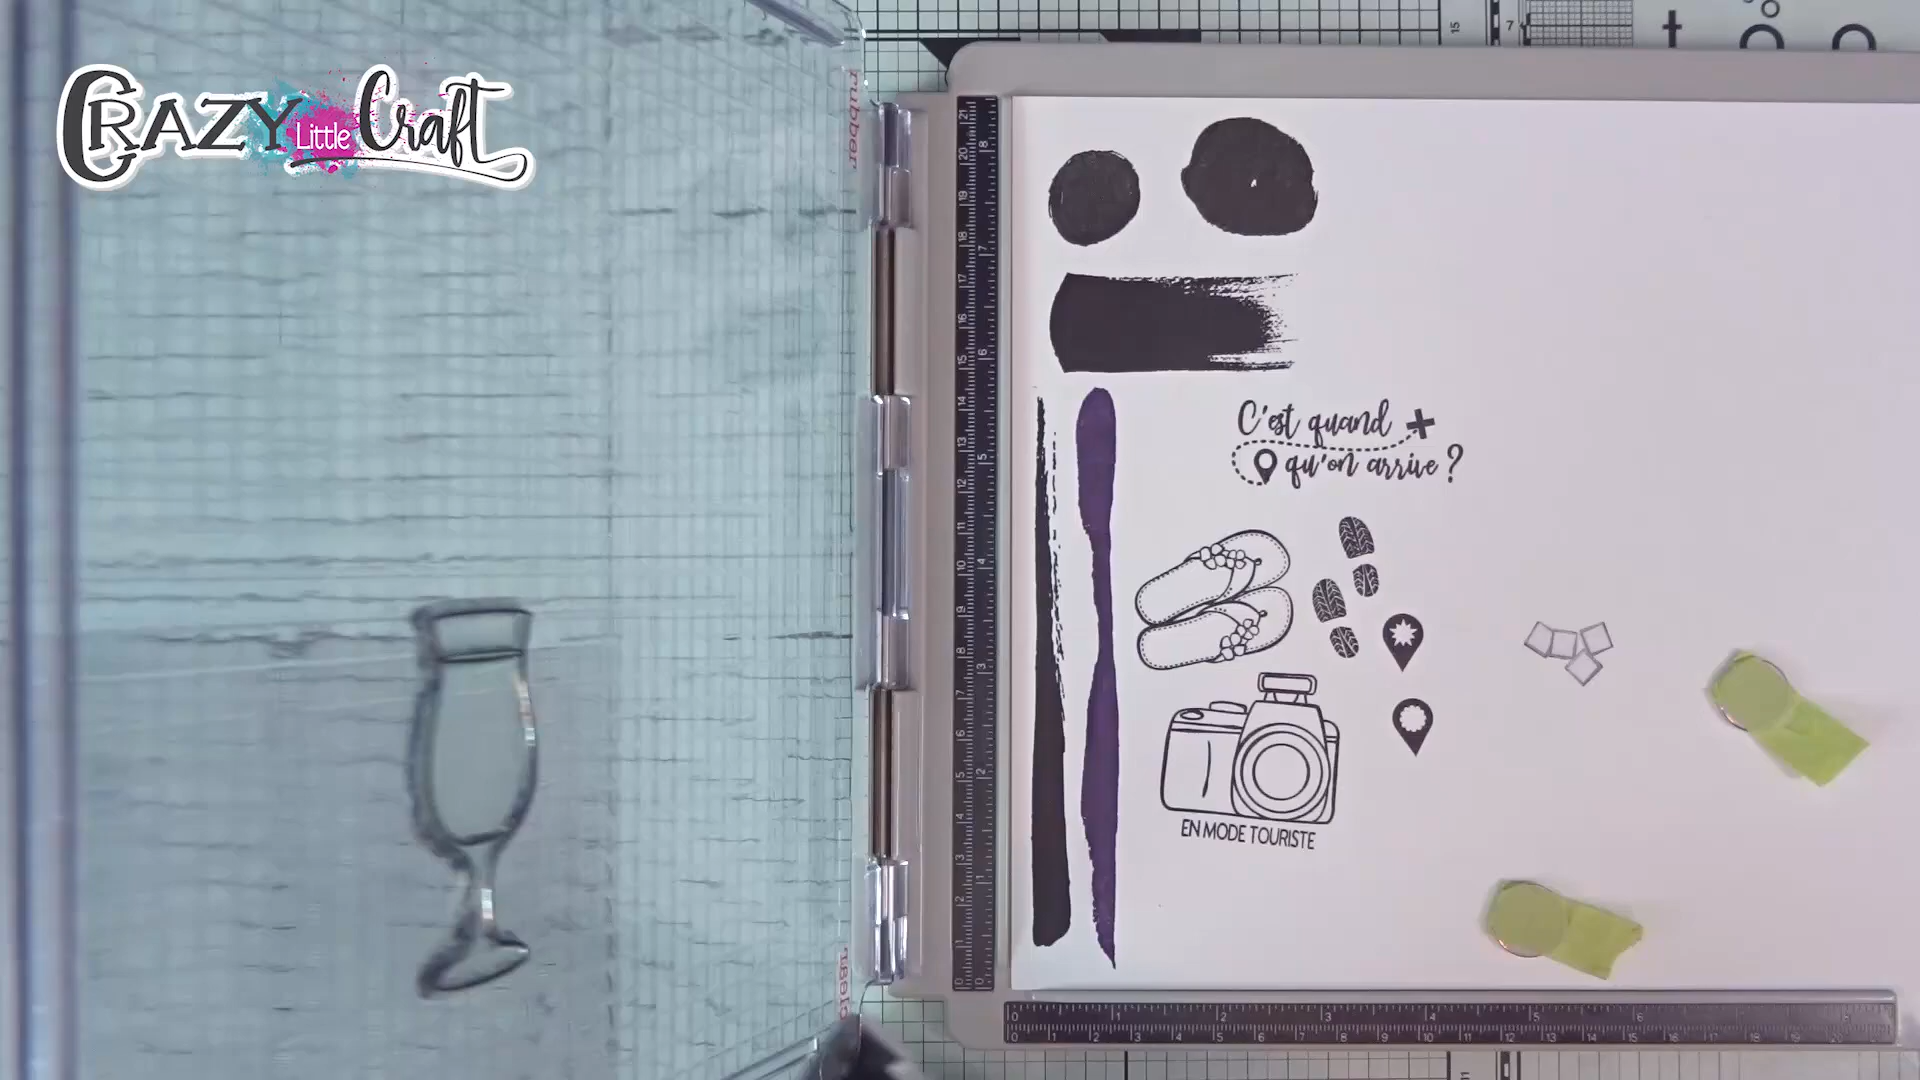 CRAZY Little Craft
rubber
C'est quand
qu'on arrive ?
EN MODE TOURISTE